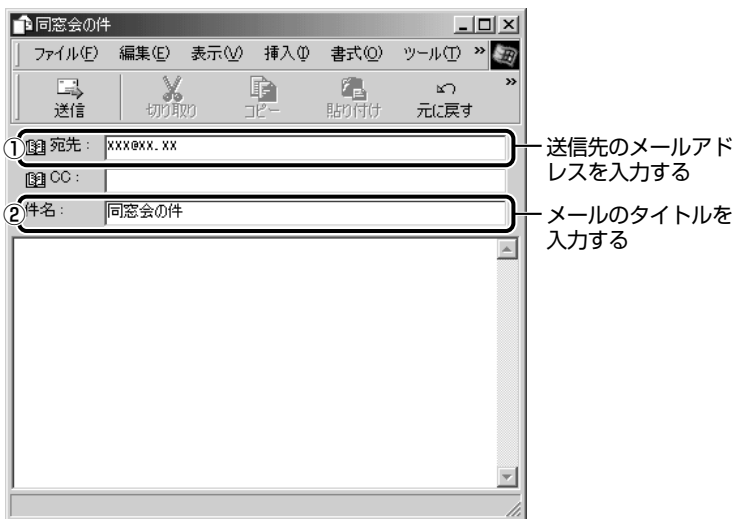 同窓会の件
ファイル(F) 編集(E) 表示(V) 挿入(I) 書式(O) ツール(T) »
送信 切り取り コピー 貼り付け 元に戻す »
① 宛先: xxx@xx.xx
CC:
② 件名: 同窓会の件
送信先のメールアド
レスを入力する
メールのタイトルを
入力する